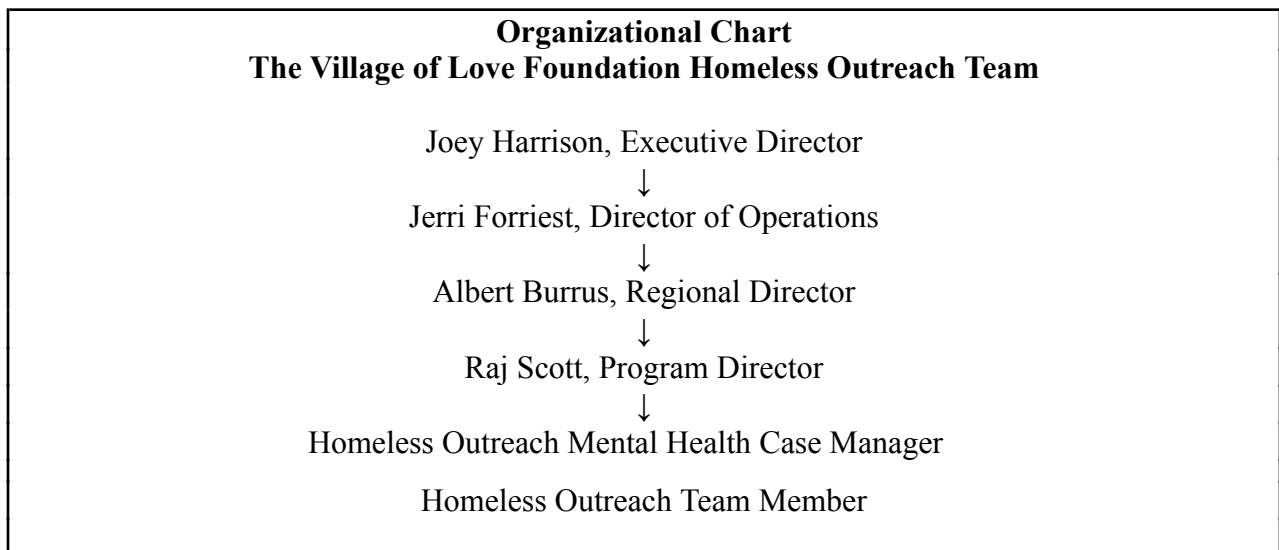 Organizational Chart
The Village of Love Foundation Homeless Outreach Team
Joey Harrison, Executive Director
↓
Jerri Forriest, Director of Operations
↓
Albert Burrus, Regional Director
↓
Raj Scott, Program Director
↓
Homeless Outreach Mental Health Case Manager
Homeless Outreach Team Member